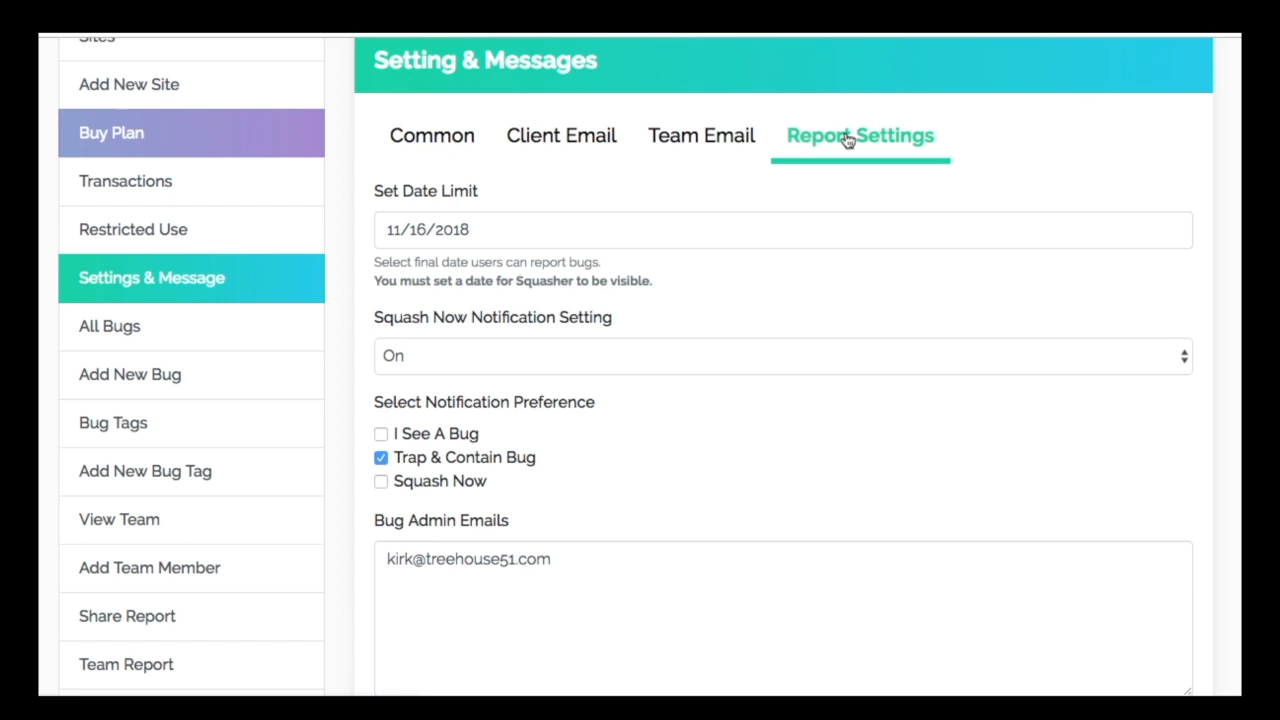 Sites
Add New Site
Buy Plan
Transactions
Restricted Use
Settings & Message
All Bugs
Add New Bug
Bug Tags
Add New Bug Tag
View Team
Add Team Member
Share Report
Team Report
Setting & Messages
Common Client Email Team Email Report Settings
Set Date Limit
11/16/2018
Select final date users can report bugs.
You must set a date for Squasher to be visible.
Squash Now Notification Setting
On
Select Notification Preference
I See A Bug
Trap & Contain Bug
Squash Now
Bug Admin Emails
kirk@treehouse51.com